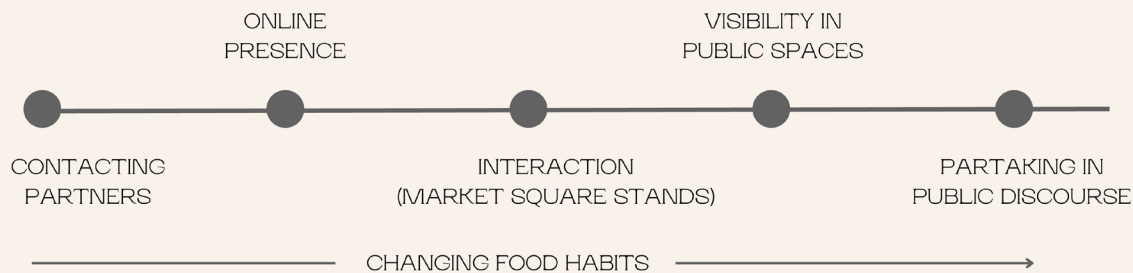 ONLINE
PRESENCE
VISIBILITY IN
PUBLIC SPACES
CONTACTING
PARTNERS
INTERACTION
(MARKET SQUARE STANDS)
PARTAKING IN
PUBLIC DISCOURSE
CHANGING FOOD HABITS